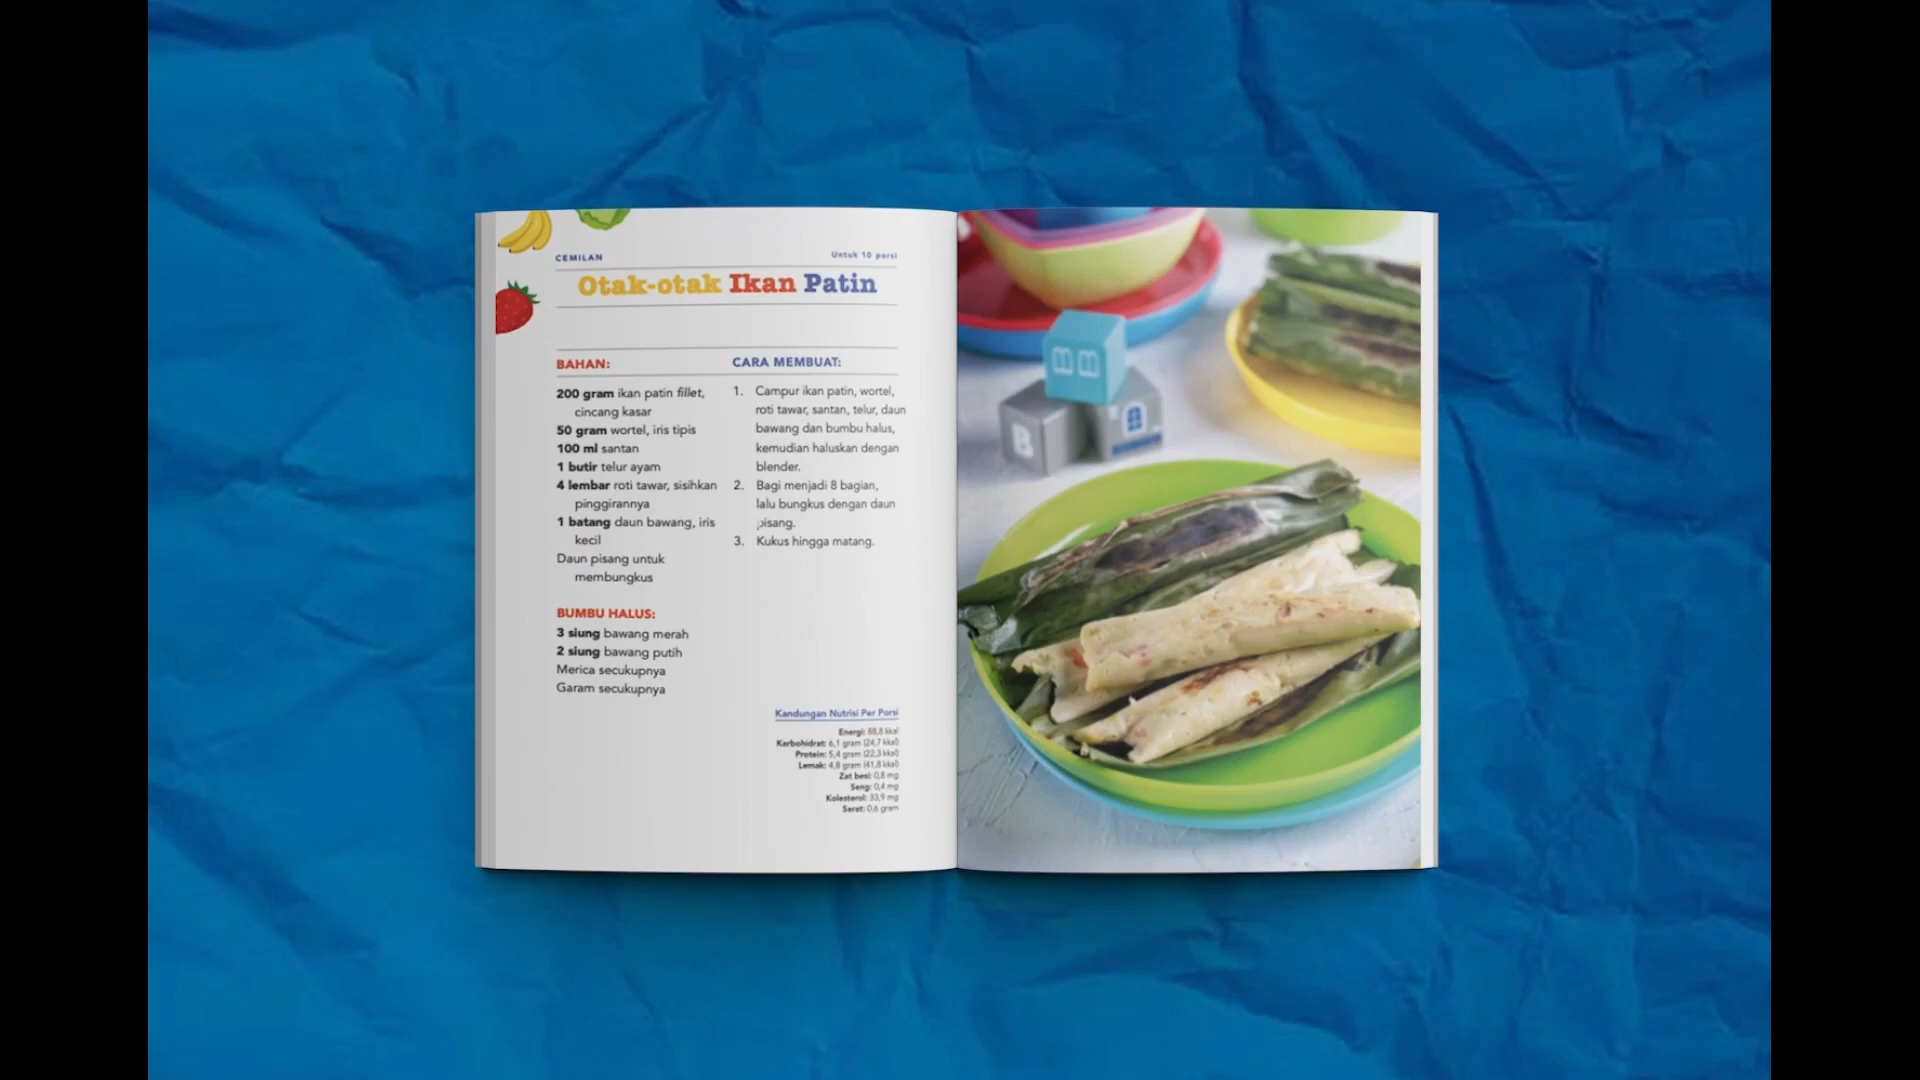 CEMILAN
Untuk 10 porsi
Otak-otak Ikan Patin
BAHAN:
200 gram ikan patin fillet,
cincang kasar
50 gram wortel, iris tipis
100 ml santan
1 butir telur ayam
4 lembar roti tawar, sisihkan
pinggirannya
1 batang daun bawang, iris
kecil
Daun pisang untuk
membungkus
BUMBU HALUS:
3 siung bawang merah
2 siung bawang putih
Merica secukupnya
Garam secukupnya
CARA MEMBUAT:
1. Campur ikan patin, wortel,
roti tawar, santan, telur, daun
bawang dan bumbu halus,
kemudian haluskan dengan
blender.
2. Bagi menjadi 8 bagian,
lalu bungkus dengan daun
pisang.
3. Kukus hingga matang.
Kandungan Nutrisi Per Porsi
Energi: 88,8 kkal
Karbohidrat: 6,1 gram (24,7 kkal)
Protein: 5,4 gram (22,3 kkal)
Lemak: 4,8 gram (41,8 kkal)
Zat besi: 0,8 mg
Seng: 0,4 mg
Kolesterol: 33,9 mg
Serat: 0,6 gram
B B
B